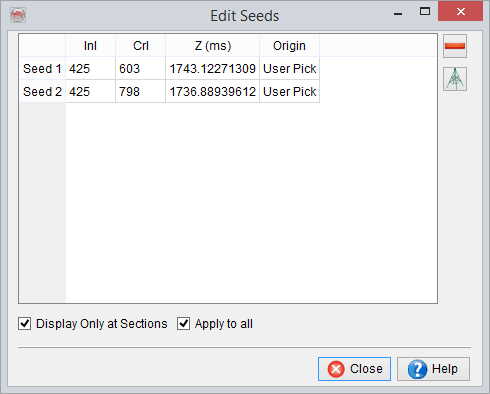 Edit Seeds
Inl Crl Z (ms) Origin
Seed 1 425 603 1743.12271309 User Pick
Seed 2 425 798 1736.88939612 User Pick
Display Only at Sections Apply to all
Close Help